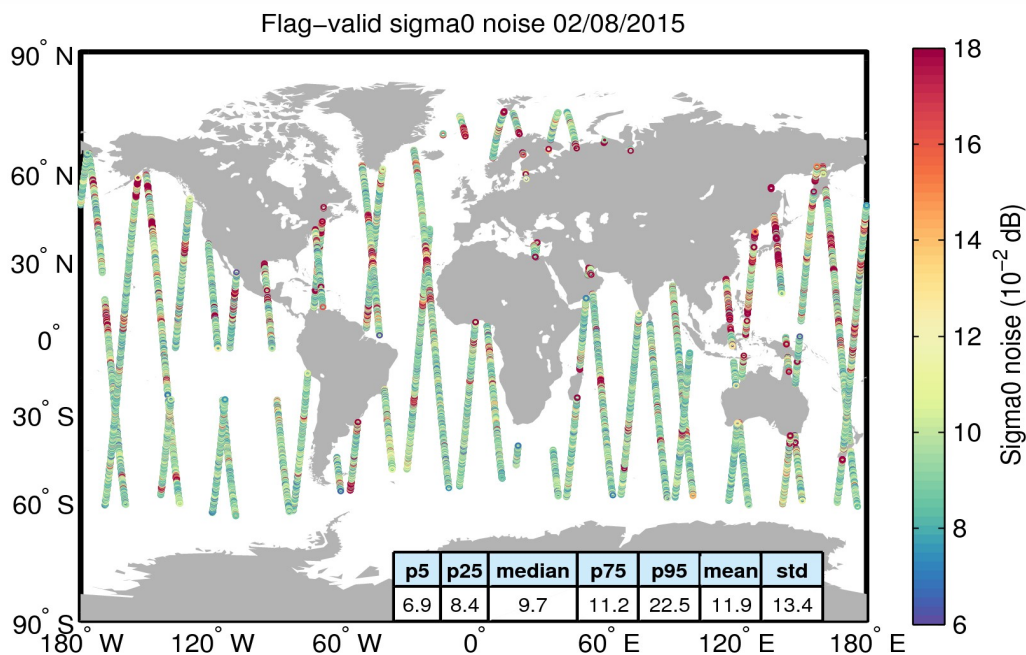 Flag−valid sigma0 noise 02/08/2015
90° N
60° N
30° N
0°
30° S
60° S
90° S
180° W
120° W
60° W
0°
60° E
120° E
180° E
p5 p25 median p75 p95 mean std
6.9 8.4 9.7 11.2 22.5 11.9 13.4
18
16
14
12
10
8
6
Sigma0 noise (10⁻² dB)